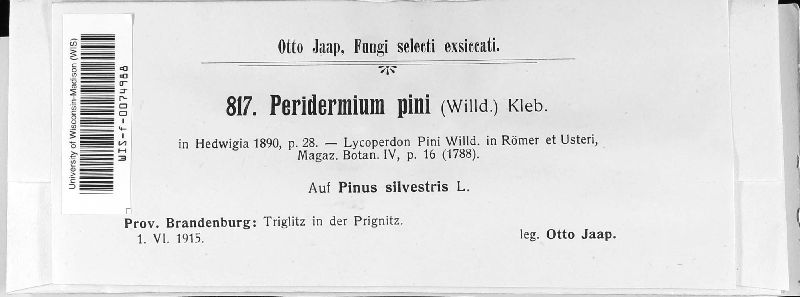 University of Wisconsin-Madison (WIS)
WIS-f-0074988
Otto Jaap, Fungi selecti exsiccati.
817. Peridermium pini (Willd.) Kleb.
in Hedwigia 1890, p. 28. — Lycoperdon Pini Willd. in Römer et Usteri,
Magaz. Botan. IV, p. 16 (1788).
Auf Pinus silvestris L.
Prov. Brandenburg: Triglitz in der Prignitz.
1. VI. 1915.
leg. Otto Jaap.